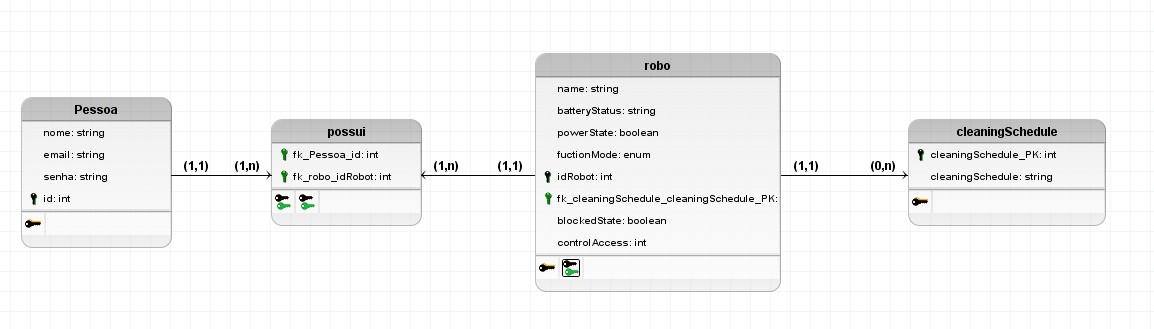 Pessoa
nome: string
email: string
senha: string
id: int
(1,1)
(1,n)
possui
fk_Pessoa_id: int
fk_robo_idRobot: int
(1,n)
(1,1)
robo
name: string
batteryStatus: string
powerState: boolean
fuctionMode: enum
idRobot: int
fk_cleaningSchedule_cleaningSchedule_PK:
blockedState: boolean
controlAccess: int
(1,1)
(0,n)
cleaningSchedule
cleaningSchedule_PK: int
cleaningSchedule: string